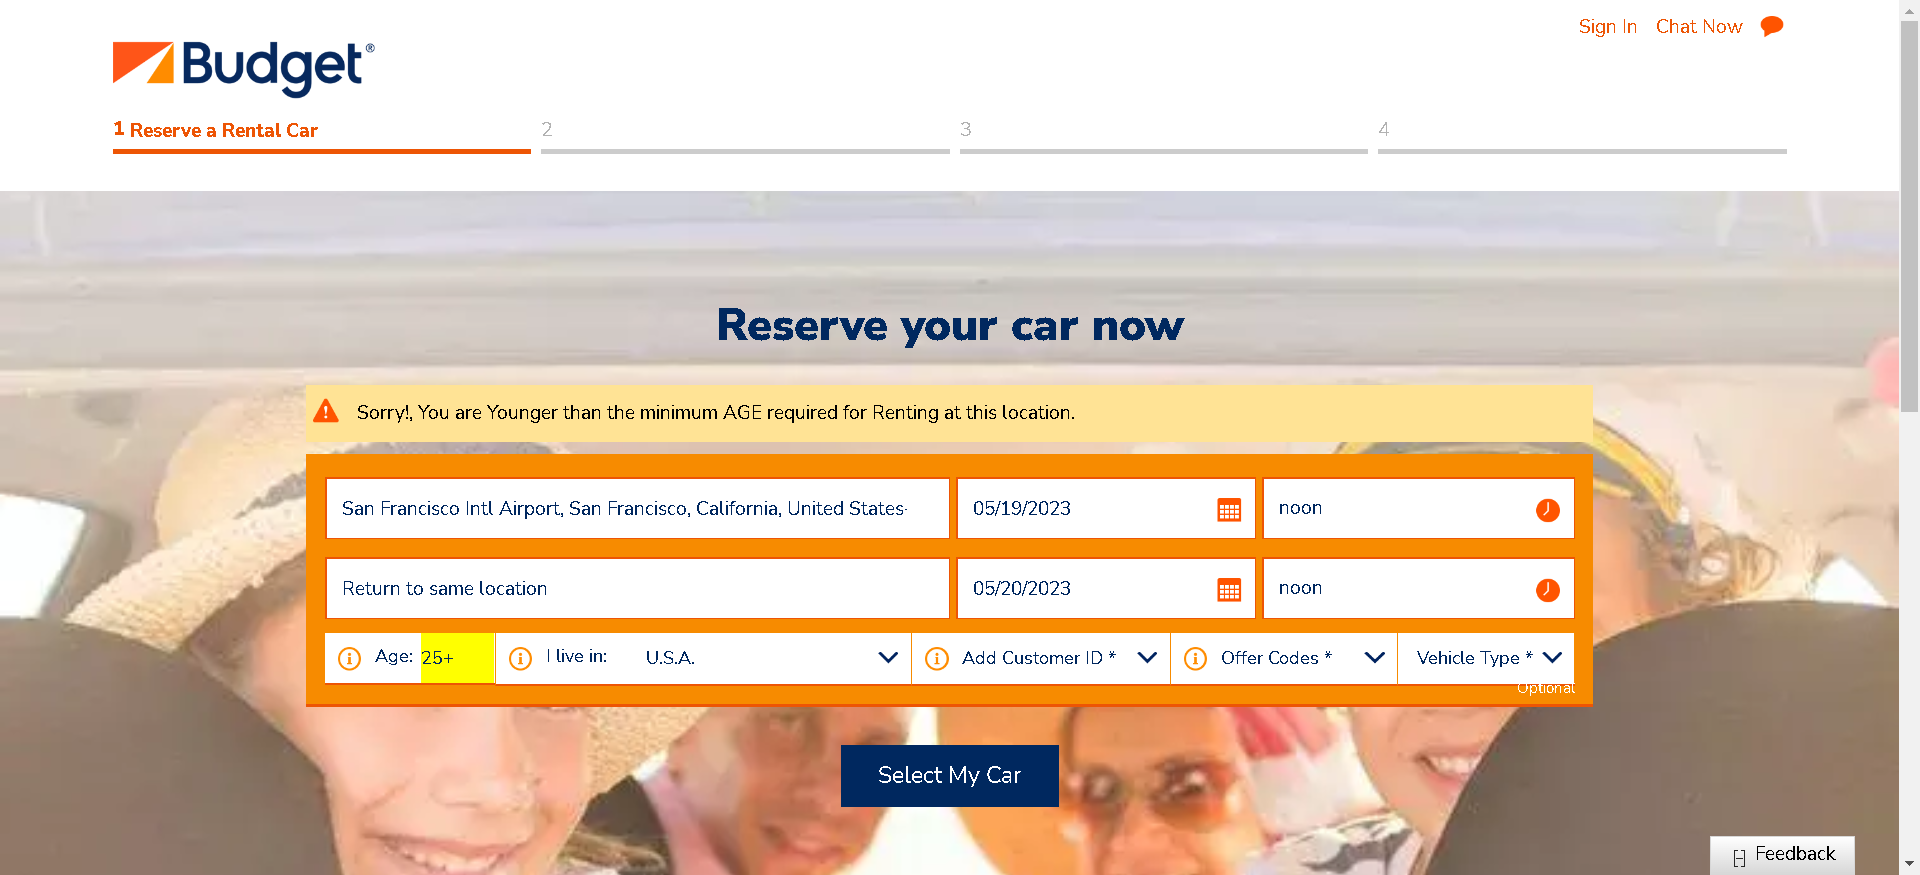 Sign In Chat Now
Budget®
1 Reserve a Rental Car 2 3 4
Reserve your car now
Sorry!, You are Younger than the minimum AGE required for Renting at this location.
San Francisco Intl Airport, San Francisco, California, United States- 05/19/2023 noon
Return to same location 05/20/2023 noon
Age: 25+ I live in: U.S.A. Add Customer ID * Offer Codes * Vehicle Type *
Optional
Select My Car
[-] Feedback